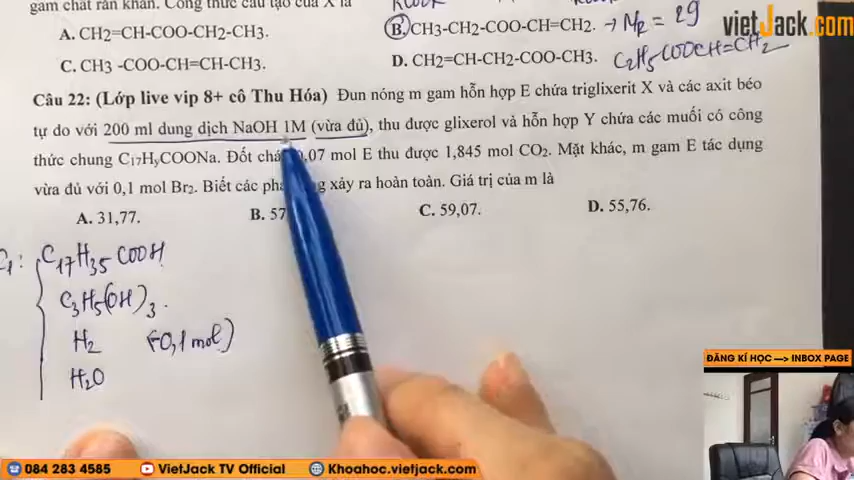 gam chất rắn khan. Công thức cấu tạo của X là
A. CH2=CH-COO-CH2-CH3.
B. CH3-CH2-COO-CH=CH2. → M2 = 29
C2H5COOCH=CH2
C. CH3 -COO-CH=CH-CH3.
D. CH2=CH-CH2-COO-CH3.
vietJack.com
Câu 22: (Lớp live vip 8+ cô Thu Hóa) Đun nóng m gam hỗn hợp E chứa triglixerit X và các axit béo
tự do với 200 ml dung dịch NaOH 1M (vừa đủ), thu được glixerol và hỗn hợp Y chứa các muối có công
thức chung C17HyCOONa. Đốt ,07 mol E thu được 1,845 mol CO2. Mặt khác, m gam E tác dụng
vừa đủ với 0,1 mol Br2. Biết các g xảy ra hoàn toàn. Giá trị của m là
A. 31,77.
B. 57
C. 59,07.
D. 55,76.
C17H35COOH
C3H5(OH)3.
H2 (-0,1 mol)
H2O
ĐĂNG KÍ HỌC → INBOX PAGE
084 283 4585
VietJack TV Official
Khoahoc.vietjack.com